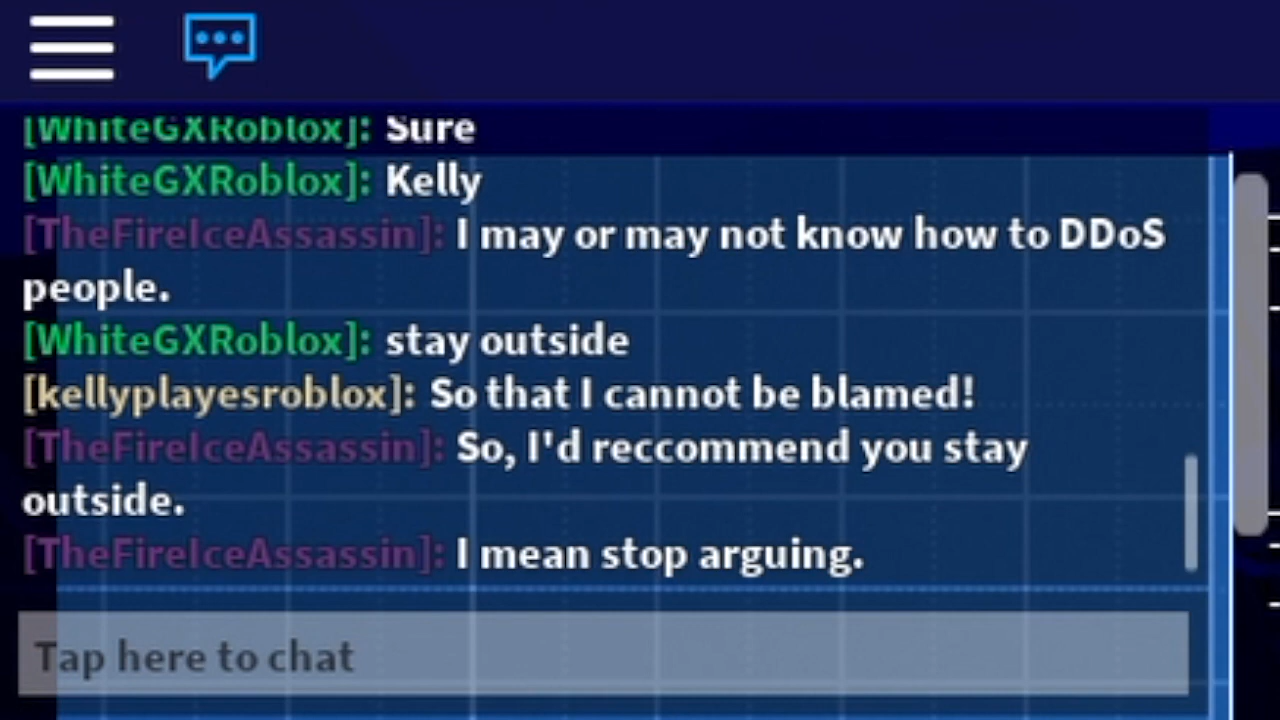 [WhiteGXRoblox]: Sure
[WhiteGXRoblox]: Kelly
[TheFireIceAssassin]: I may or may not know how to DDoS
people.
[WhiteGXRoblox]: stay outside
[kellyplayesroblox]: So that I cannot be blamed!
[TheFireIceAssassin]: So, I'd reccommend you stay
outside.
[TheFireIceAssassin]: I mean stop arguing.
Tap here to chat